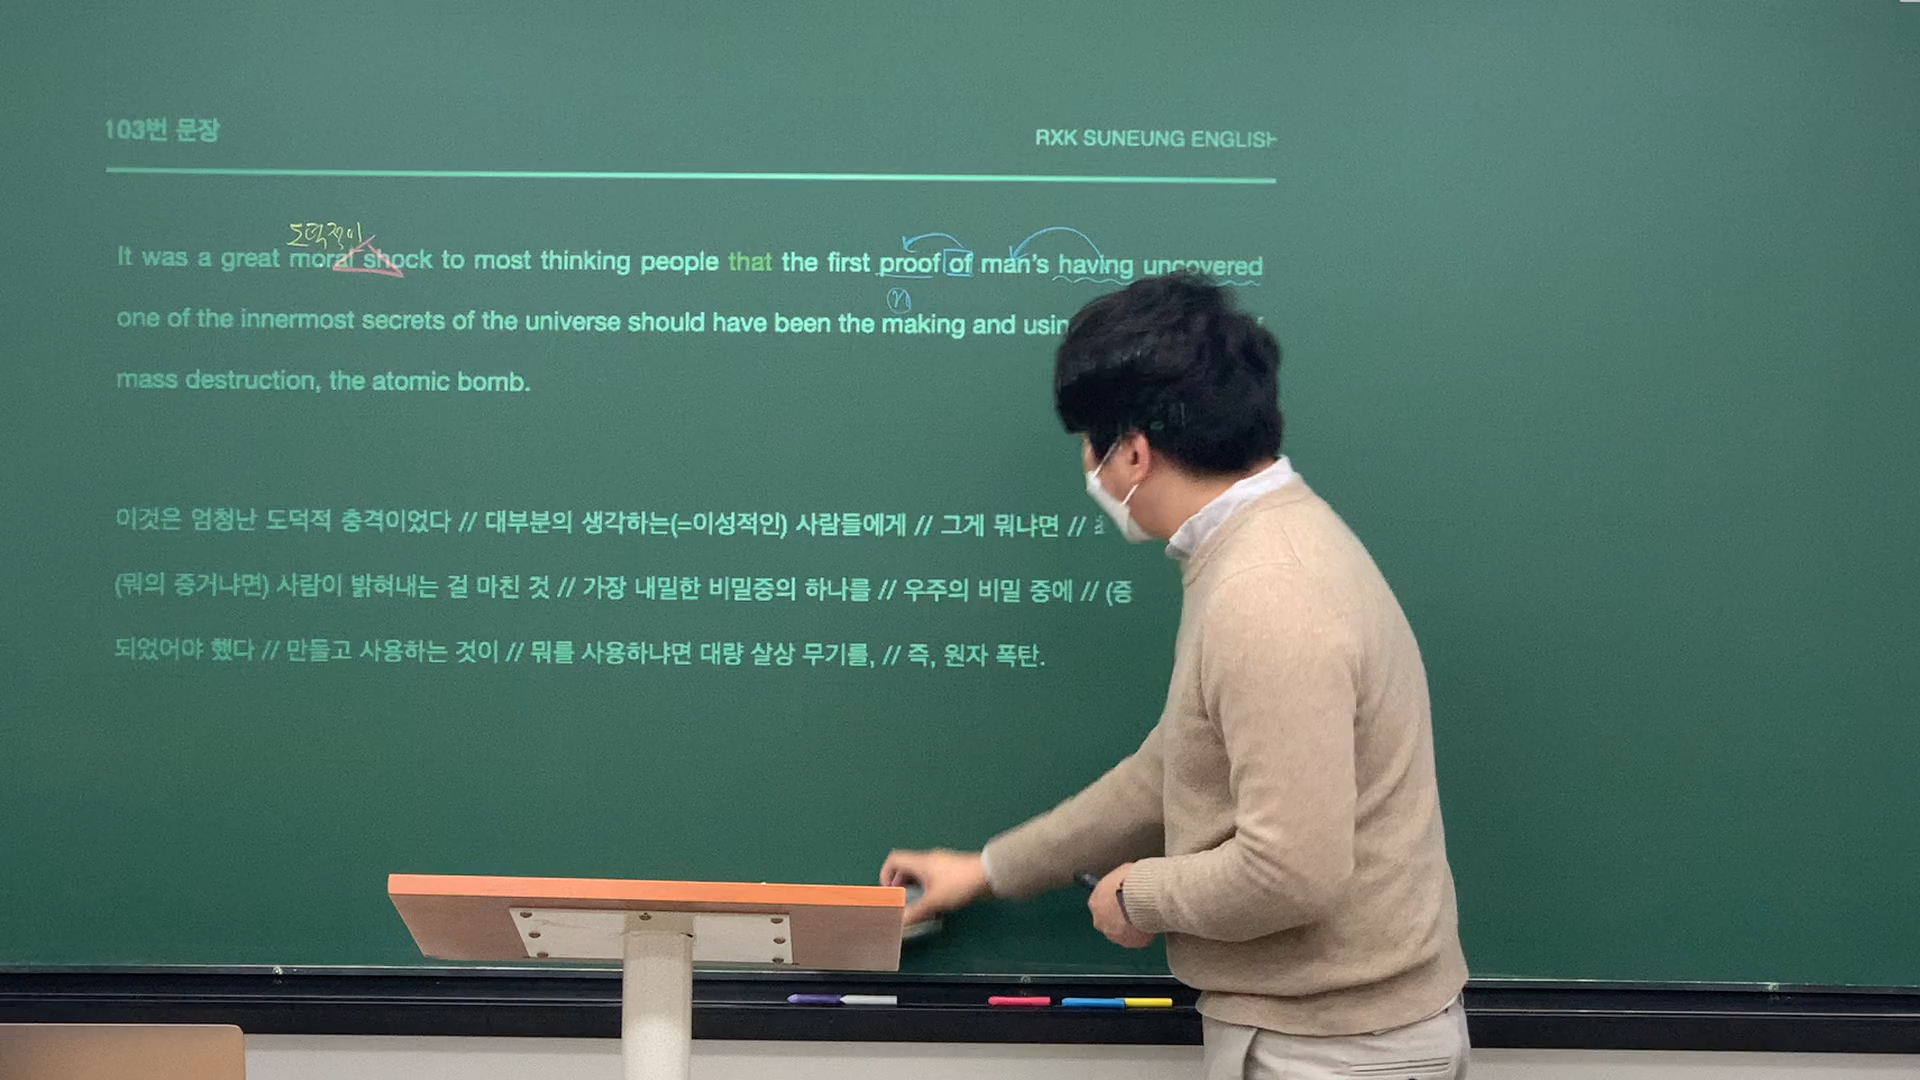 103번 문장
RXK SUNEUNG ENGLISH
도덕적이
It was a great moral shock to most thinking people that the first proof of man's having uncovered
n
one of the innermost secrets of the universe should have been the making and
mass destruction, the atomic bomb.
이것은 엄청난 도덕적 충격이었다 // 대부분의 생각하는(=이성적인) 사람들에게 // 그게 뭐냐면 //
(뭐의 증거냐면) 사람이 밝혀내는 걸 마친 것 // 가장 내밀한 비밀중의 하나를 // 우주의 비밀 중에 // (증
되었어야 했다 // 만들고 사용하는 것이 // 뭐를 사용하냐면 대량 살상 무기를, // 즉, 원자 폭탄.